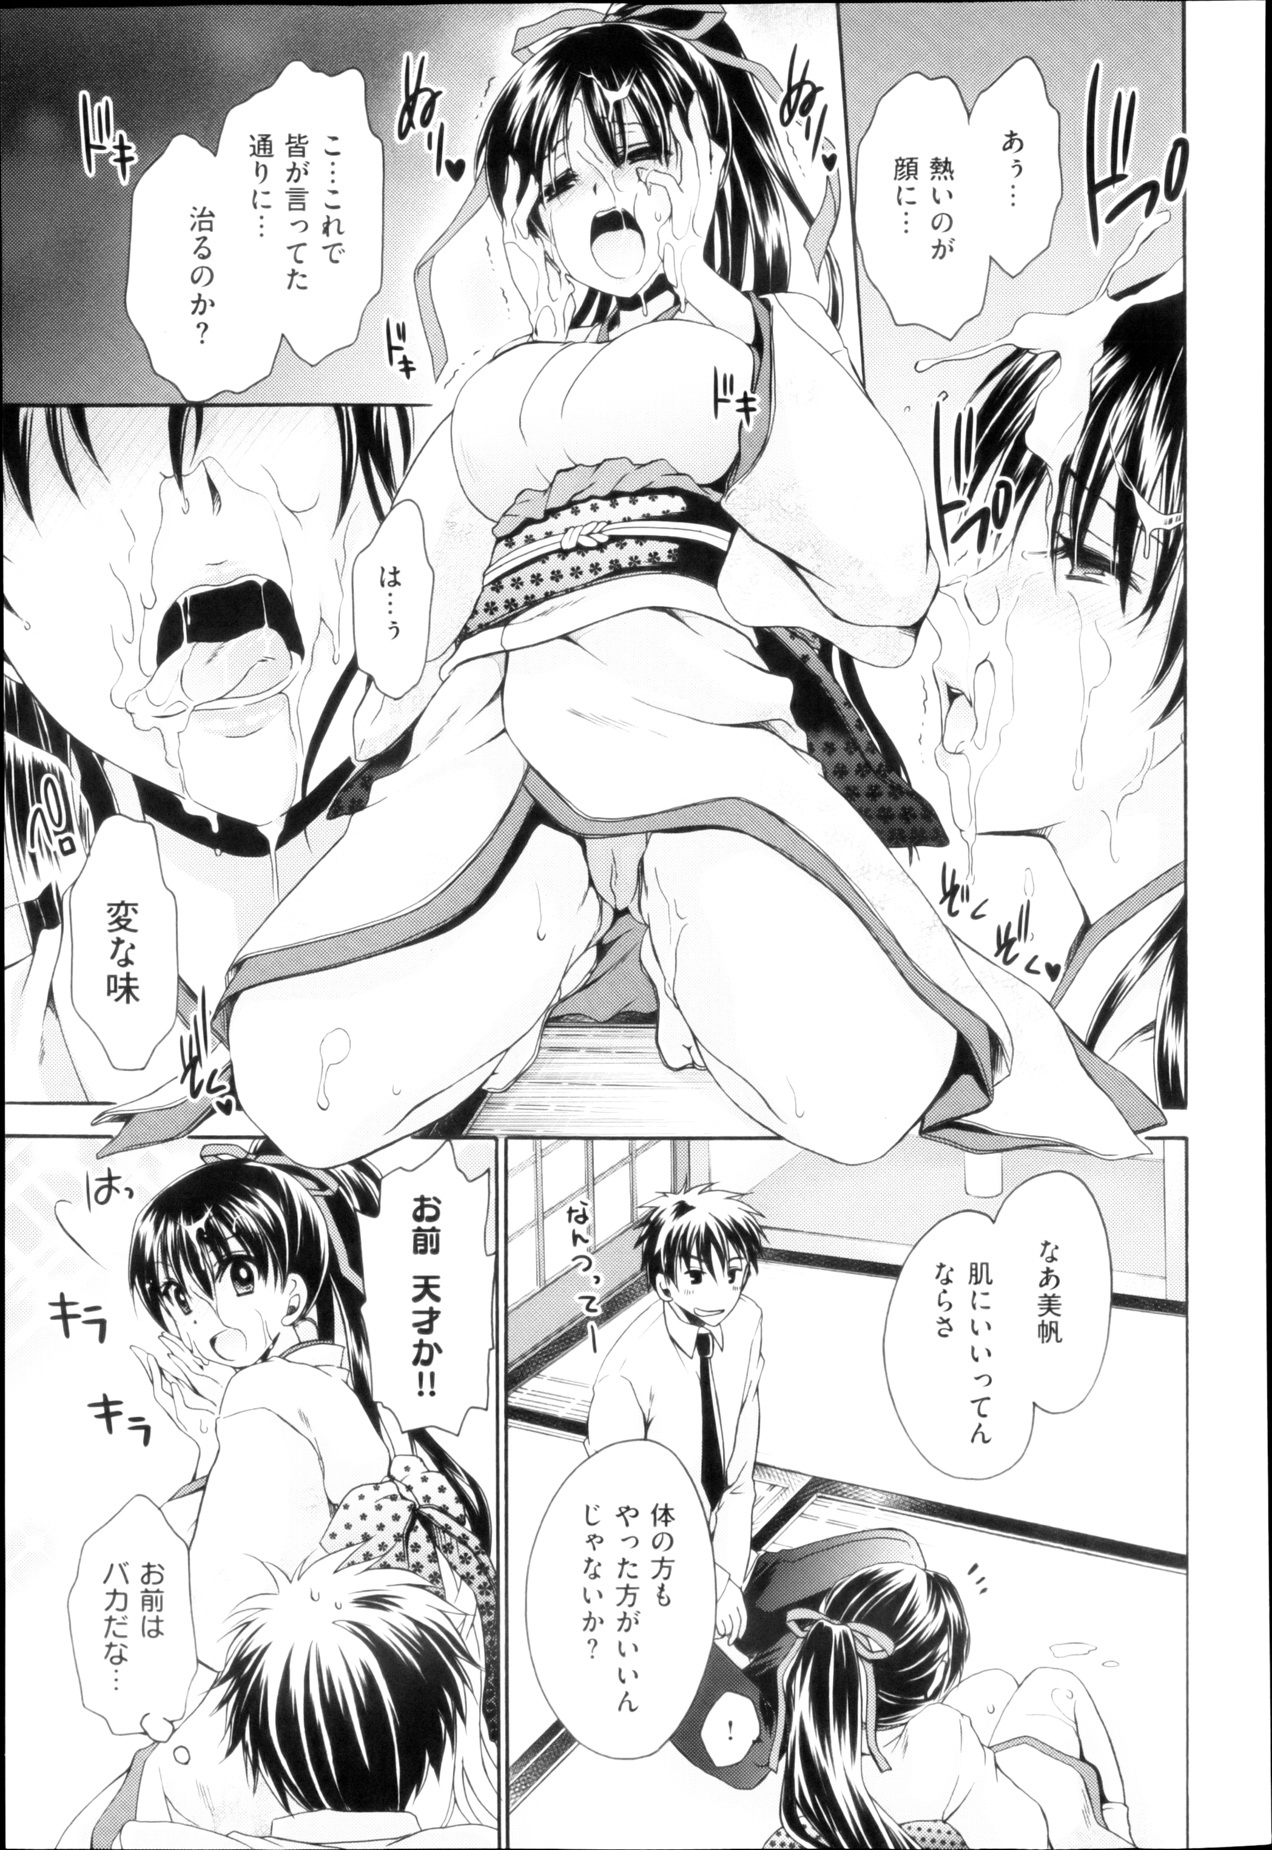 ドプッ
あぅ…
熱いのが
顔に…
ドプッ
ぬり
ぬり
ドキ
こ…これで
皆が言ってた
通りに…
治るのか？
ドキ
ドキ
は…ぅ
ぞく
ぞく
ペロ
変な味
ぞく
なあ美帆
肌にいいってん
ならさ
なんつってー
体の方も
やった方がいいん
じゃないか？
！
お前 天才か!!
はっ
キラ
キラ
お前は
バカだな…